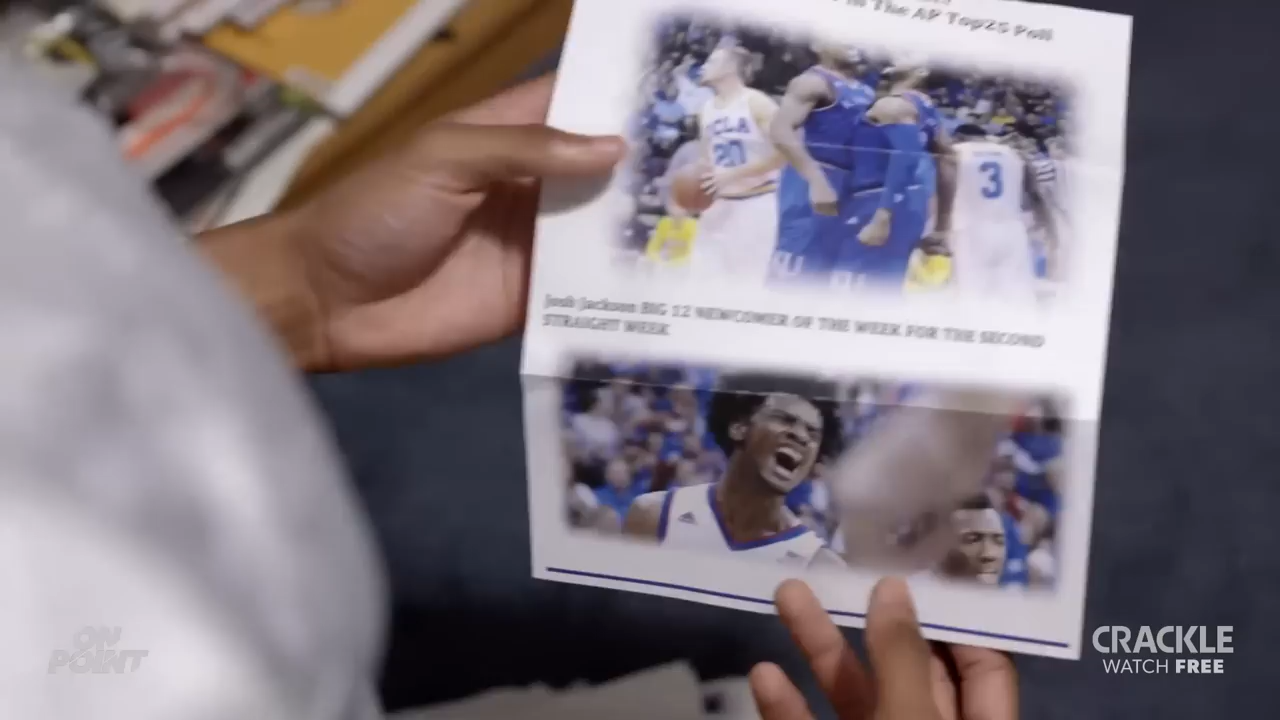 In The AP Top25 Poll
UCLA
20
3
KU
Josh Jackson BIG 12 NEWCOMER OF THE WEEK FOR THE SECOND
STRAIGHT WEEK
ON
POINT
CRACKLE
WATCH FREE